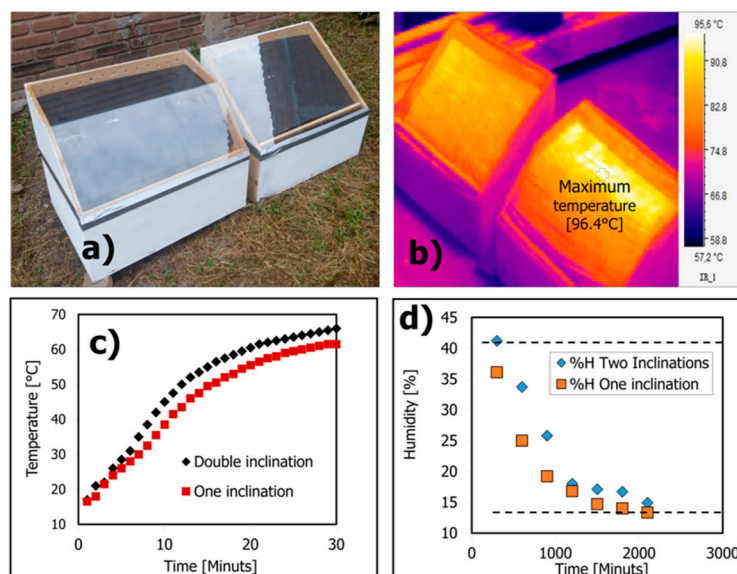 a)
b)
Maximum
temperature
[96.4°C]
95,6 °C
92.8
82.8
74.8
66.8
58.8
57,2 °C
IR_1
c)
Temperature [°C]
70
60
50
40
30
20
10
0
10
20
30
Double inclination
One inclination
Time [Minuts]
d)
Humidity [%]
45
40
35
30
25
20
15
10
0
1000
2000
3000
%H Two Inclinations
%H One inclination
Time [Minuts]